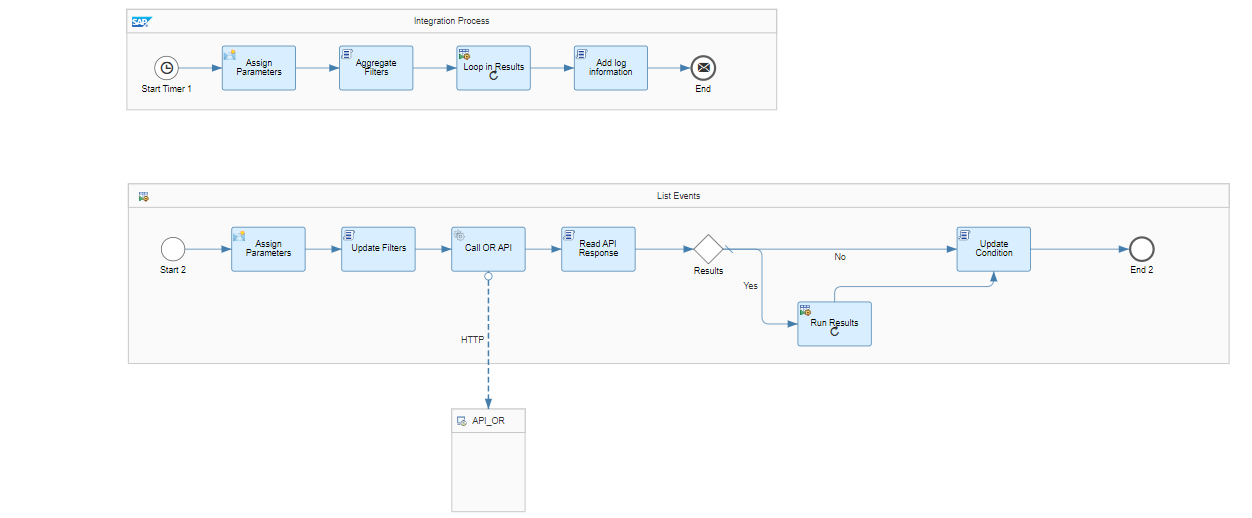 SAP
Integration Process
Start Timer 1
Assign
Parameters
Aggregate
Filters
Loop in Results
Add log
information
End
List Events
Start 2
Assign
Parameters
Update Filters
Call OR API
Read API
Response
Results
No
Yes
Run Results
Update
Condition
End 2
HTTP
API_OR